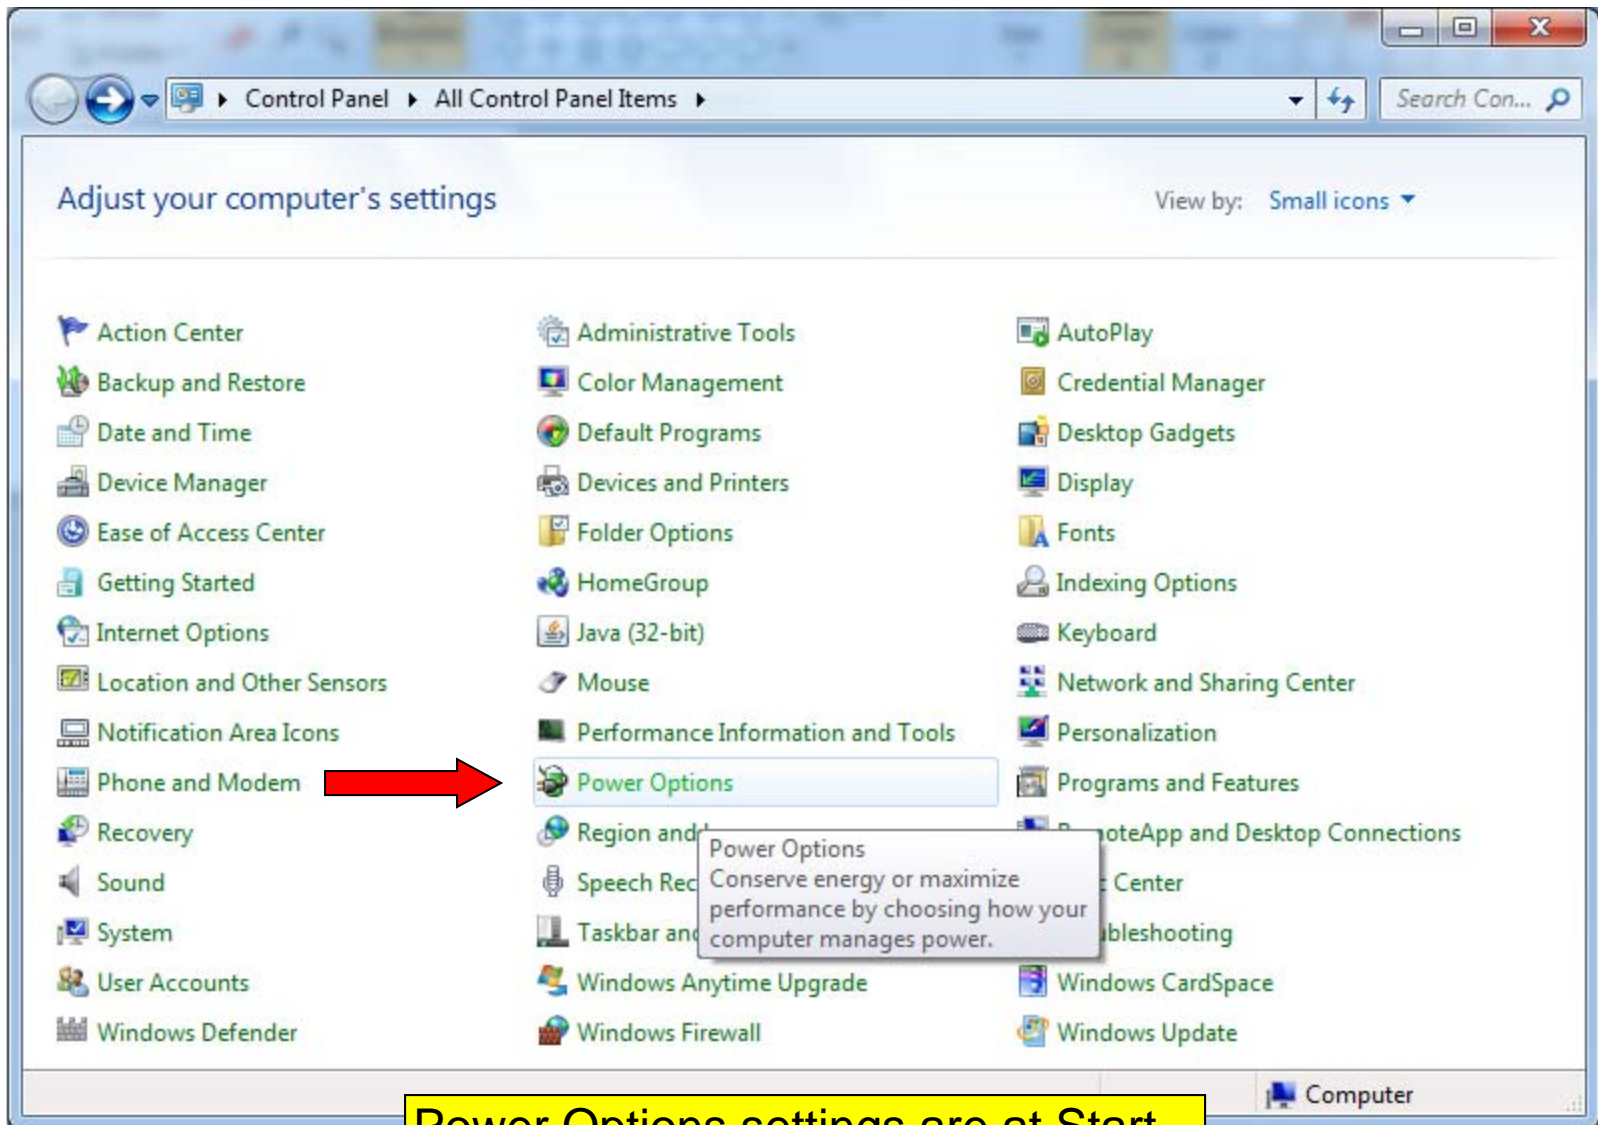 Control Panel All Control Panel Items Search Con...
Adjust your computer's settings View by: Small icons
Action Center Administrative Tools AutoPlay
Backup and Restore Color Management Credential Manager
Date and Time Default Programs Desktop Gadgets
Device Manager Devices and Printers Display
Ease of Access Center Folder Options Fonts
Getting Started HomeGroup Indexing Options
Internet Options Java (32-bit) Keyboard
Location and Other Sensors Mouse Network and Sharing Center
Notification Area Icons Performance Information and Tools Personalization
Phone and Modem Power Options Programs and Features
Recovery Region and and Desktop Connections
Power Options
Sound Speech Center
Conserve energy or maximize
performance by choosing how your
computer manages power.
System Taskbar
User Accounts Windows Anytime Upgrade Windows CardSpace
Windows Defender Windows Firewall Windows Update
Computer
Power Options settings are at Start